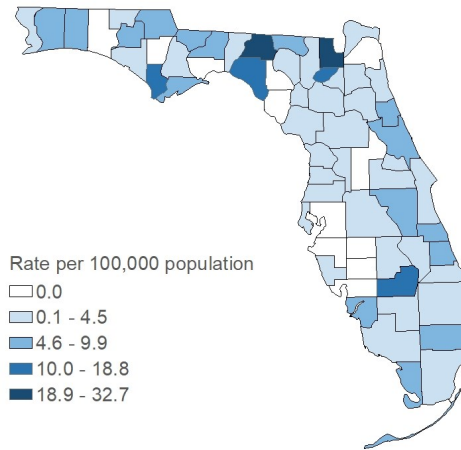 Rate per 100,000 population
0.0
0.1 - 4.5
4.6 - 9.9
10.0 - 18.8
18.9 - 32.7